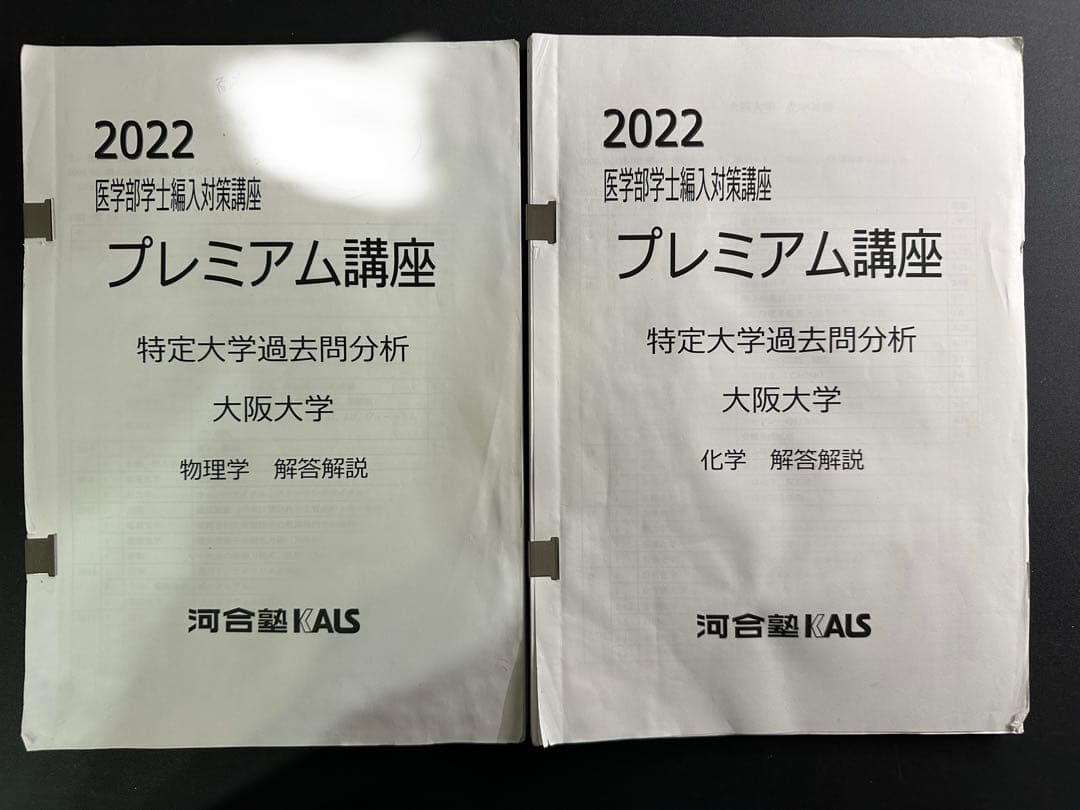 2022
医学部学士編入対策講座
プレミアム講座
特定大学過去問分析
大阪大学
物理学　解答解説
河合塾KALS
2022
医学部学士編入対策講座
プレミアム講座
特定大学過去問分析
大阪大学
化学　解答解説
河合塾KALS